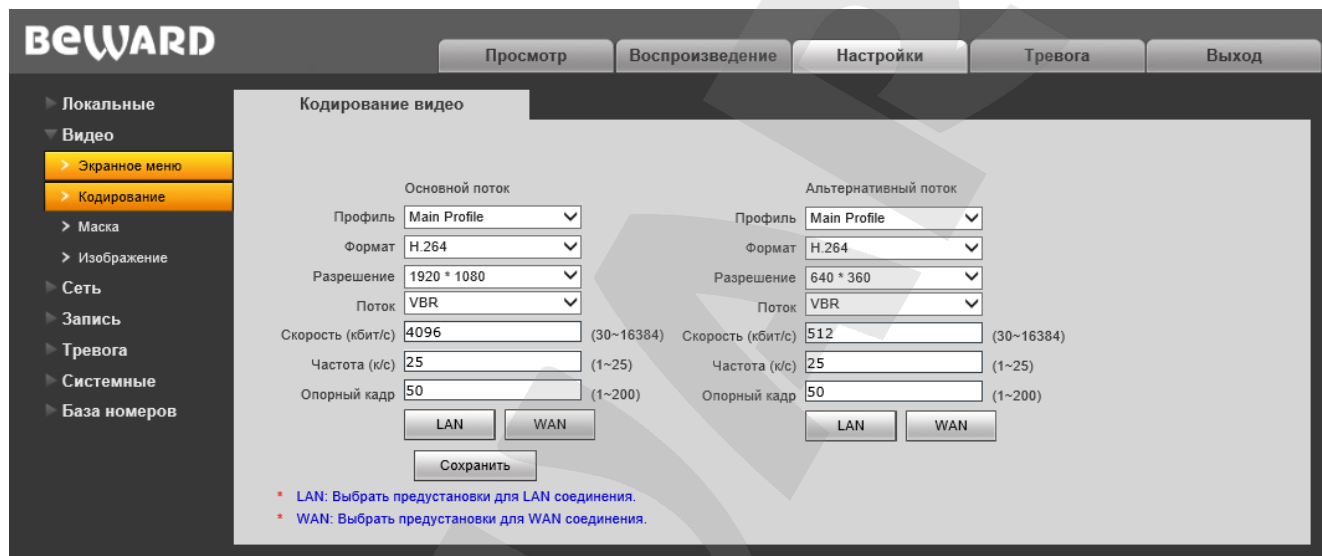 BEWARD
Просмотр Воспроизведение Настройки Тревога Выход
Локальные
Видео
Экранное меню
Кодирование
Маска
Изображение
Сеть
Запись
Тревога
Системные
База номеров
Кодирование видео
Основной поток
Профиль Main Profile
Формат H.264
Разрешение 1920 * 1080
Поток VBR
Скорость (кбит/с) 4096 (30~16384)
Частота (к/с) 25 (1~25)
Опорный кадр 50 (1~200)
LAN WAN
Альтернативный поток
Профиль Main Profile
Формат H.264
Разрешение 640 * 360
Поток VBR
Скорость (кбит/с) 512 (30~16384)
Частота (к/с) 25 (1~25)
Опорный кадр 50 (1~200)
LAN WAN
Сохранить
* LAN: Выбрать предустановки для LAN соединения.
* WAN: Выбрать предустановки для WAN соединения.